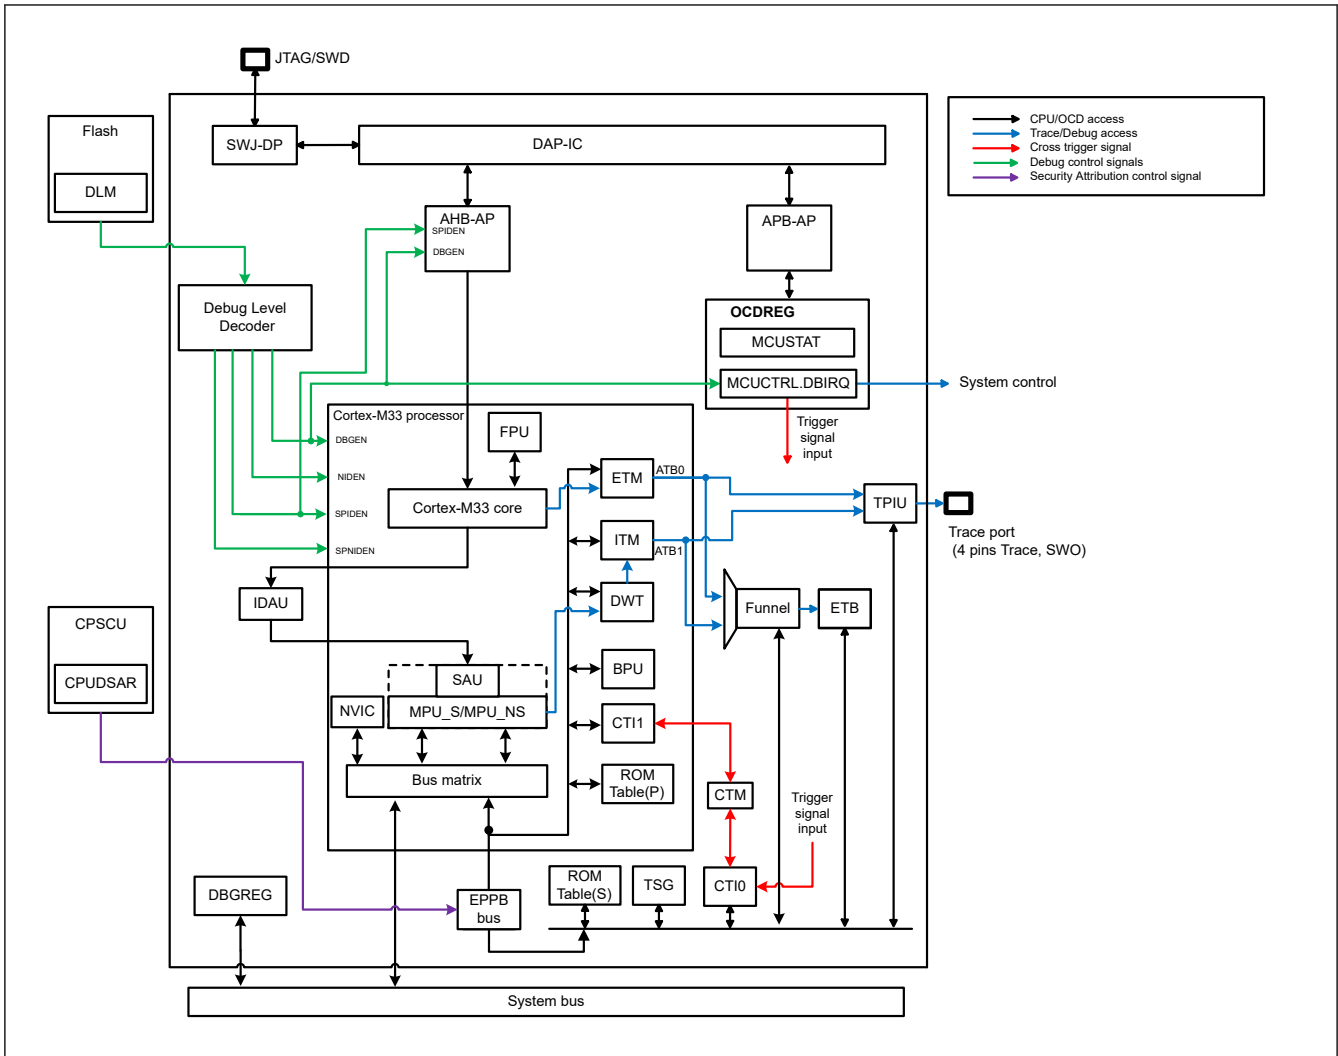 JTAG/SWD
Flash
DLM
SWJ-DP
DAP-IC
CPU/OCD access
Trace/Debug access
Cross trigger signal
Debug control signals
Security Attribution control signal
AHB-AP
SPIDEN
DBGEN
APB-AP
Debug Level
Decoder
OCDREG
MCUSTAT
MCUCTRL.DBIRQ
System control
Trigger
signal
input
Cortex-M33 processor
DBGEN
NIDEN
SPIDEN
SPNIDEN
FPU
Cortex-M33 core
ETM
ATB0
ITM
ATB1
DWT
TPIU
Trace port
(4 pins Trace, SWO)
IDAU
Funnel
ETB
CPSCU
CPUDSAR
SAU
NVIC
MPU_S/MPU_NS
Bus matrix
BPU
CTI1
ROM
Table(P)
CTM
Trigger
signal
input
DBGREG
EPPB
bus
ROM
Table(S)
TSG
CTI0
System bus